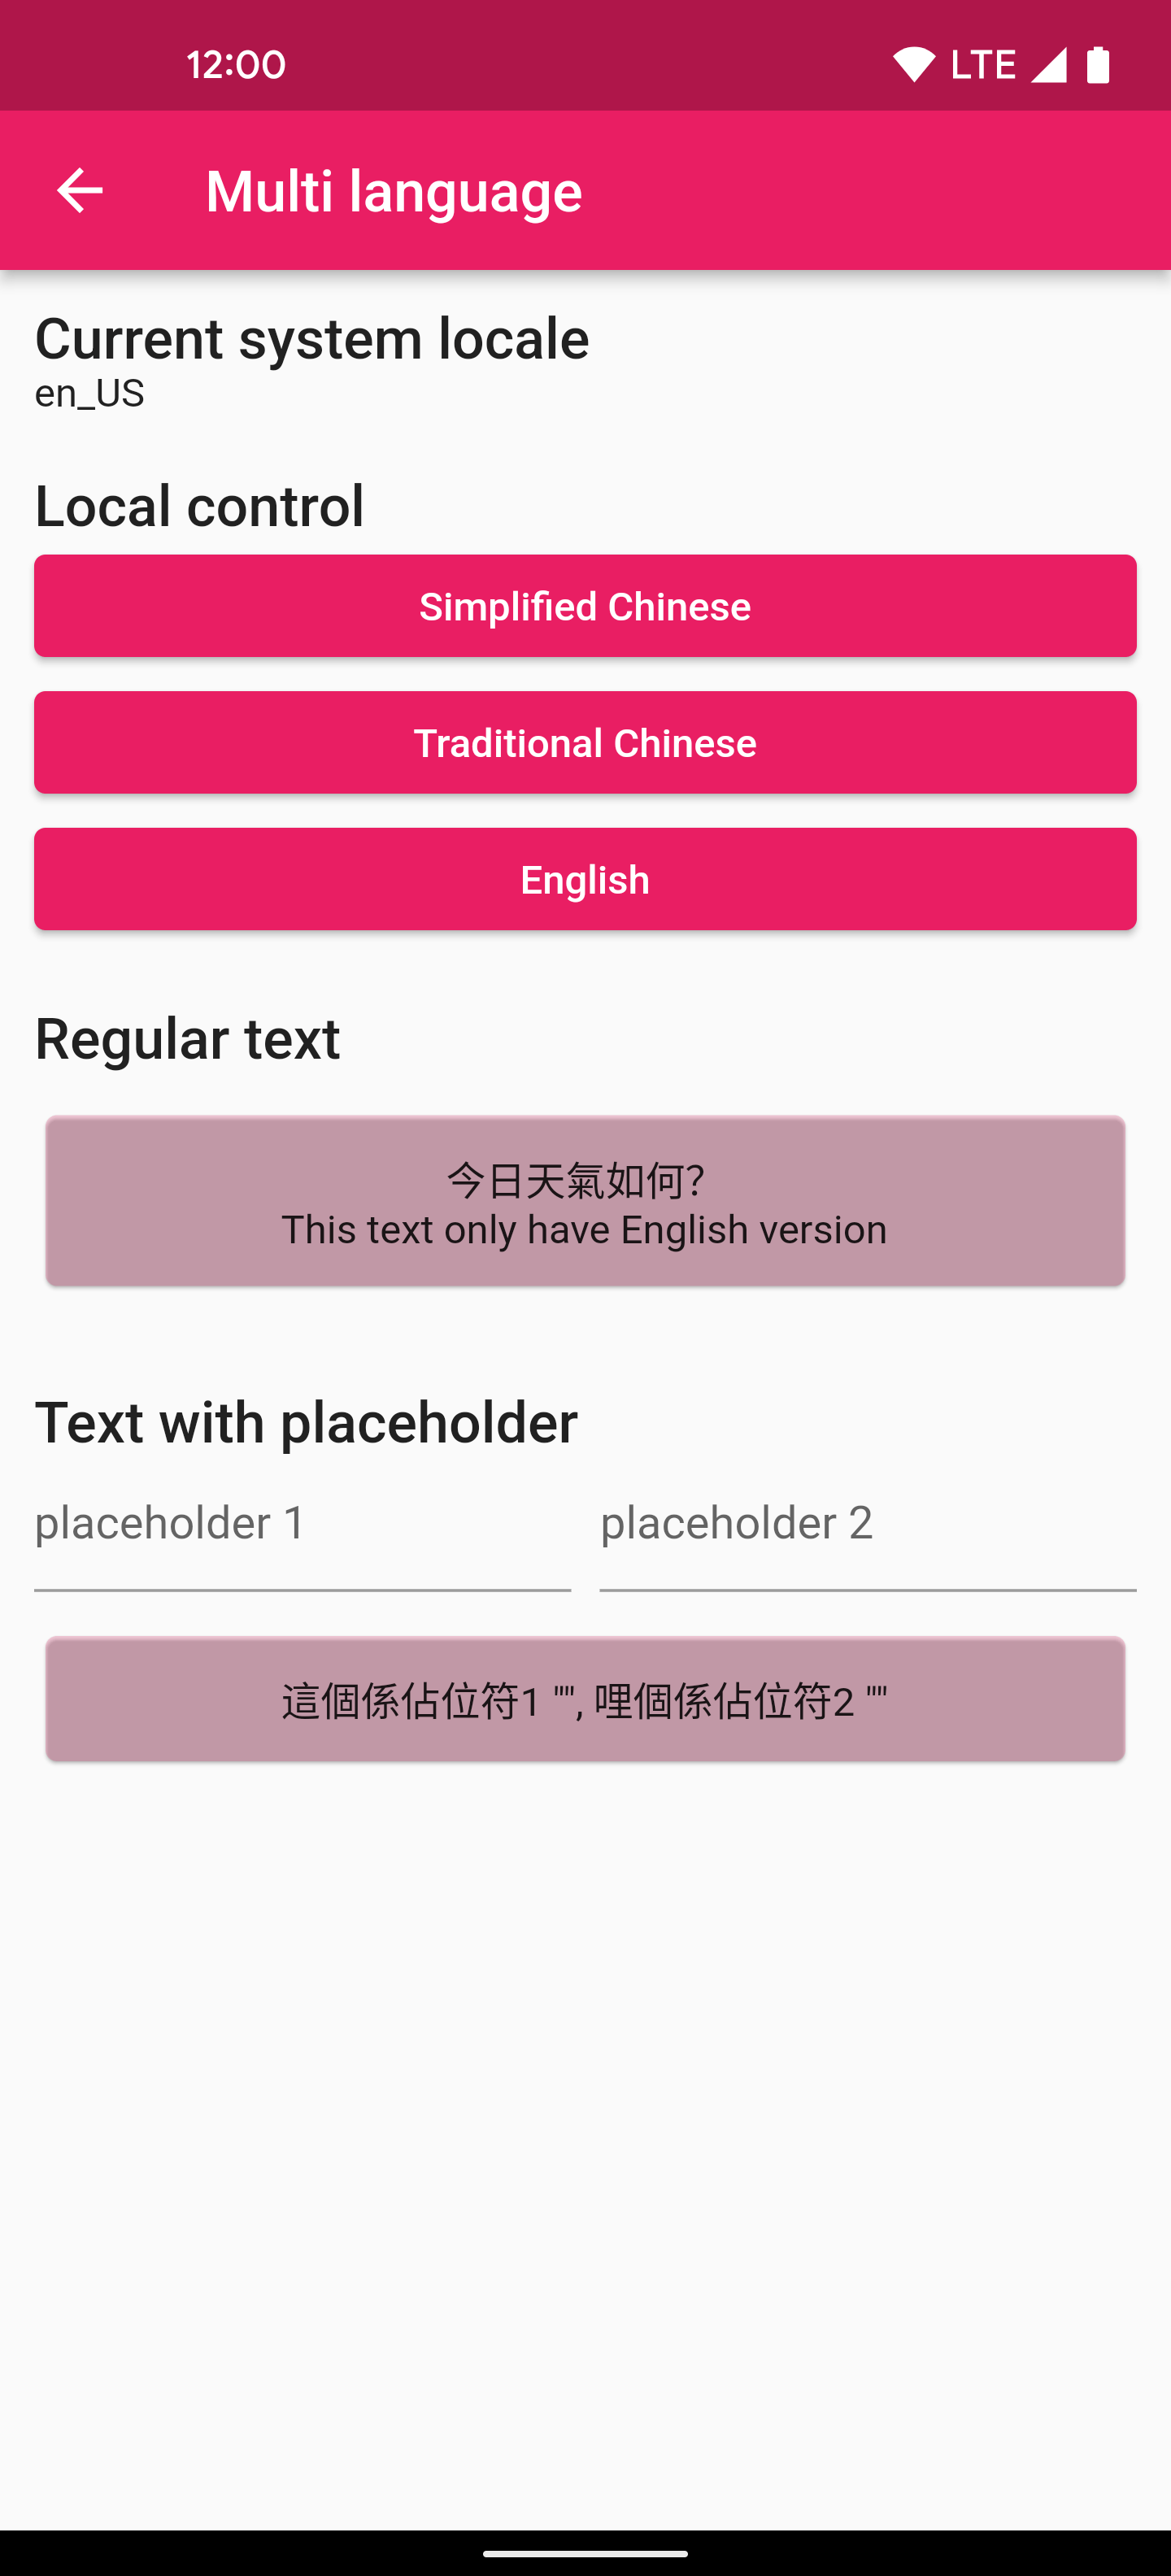 12:00 LTE
Multi language
Current system locale
en_US
Local control
Simplified Chinese
Traditional Chinese
English
Regular text
今日天氣如何?
This text only have English version
Text with placeholder
placeholder 1 placeholder 2
這個係佔位符1 "", 哩個係佔位符2 ""